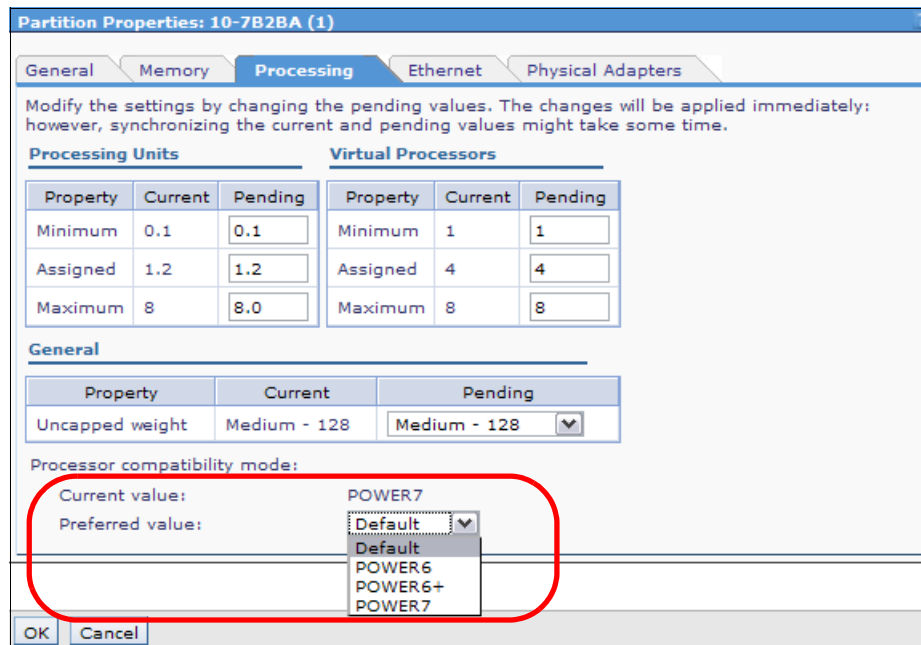 Partition Properties: 10-7B2BA (1)
General Memory Processing Ethernet Physical Adapters
Modify the settings by changing the pending values. The changes will be applied immediately:
however, synchronizing the current and pending values might take some time.
Processing Units Virtual Processors
Property Current Pending Property Current Pending
Minimum 0.1 0.1 Minimum 1 1
Assigned 1.2 1.2 Assigned 4 4
Maximum 8 8.0 Maximum 8 8
General
Property Current Pending
Uncapped weight Medium - 128 Medium - 128
Processor compatibility mode:
Current value: POWER7
Preferred value: Default
Default
POWER6
POWER6+
POWER7
OK Cancel